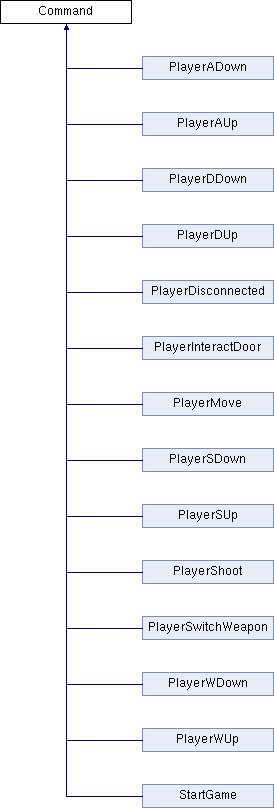 Command
PlayerADown
PlayerAUp
PlayerDDown
PlayerDUp
PlayerDisconnected
PlayerInteractDoor
PlayerMove
PlayerSDown
PlayerSUp
PlayerShoot
PlayerSwitchWeapon
PlayerWDown
PlayerWUp
StartGame